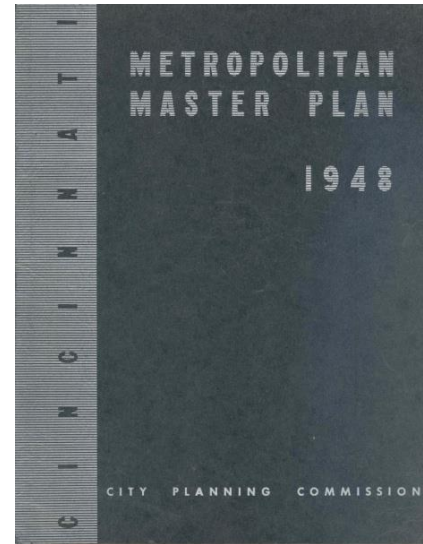 CINCINNATI
METROPOLITAN
MASTER PLAN
1948
CITY PLANNING COMMISSION